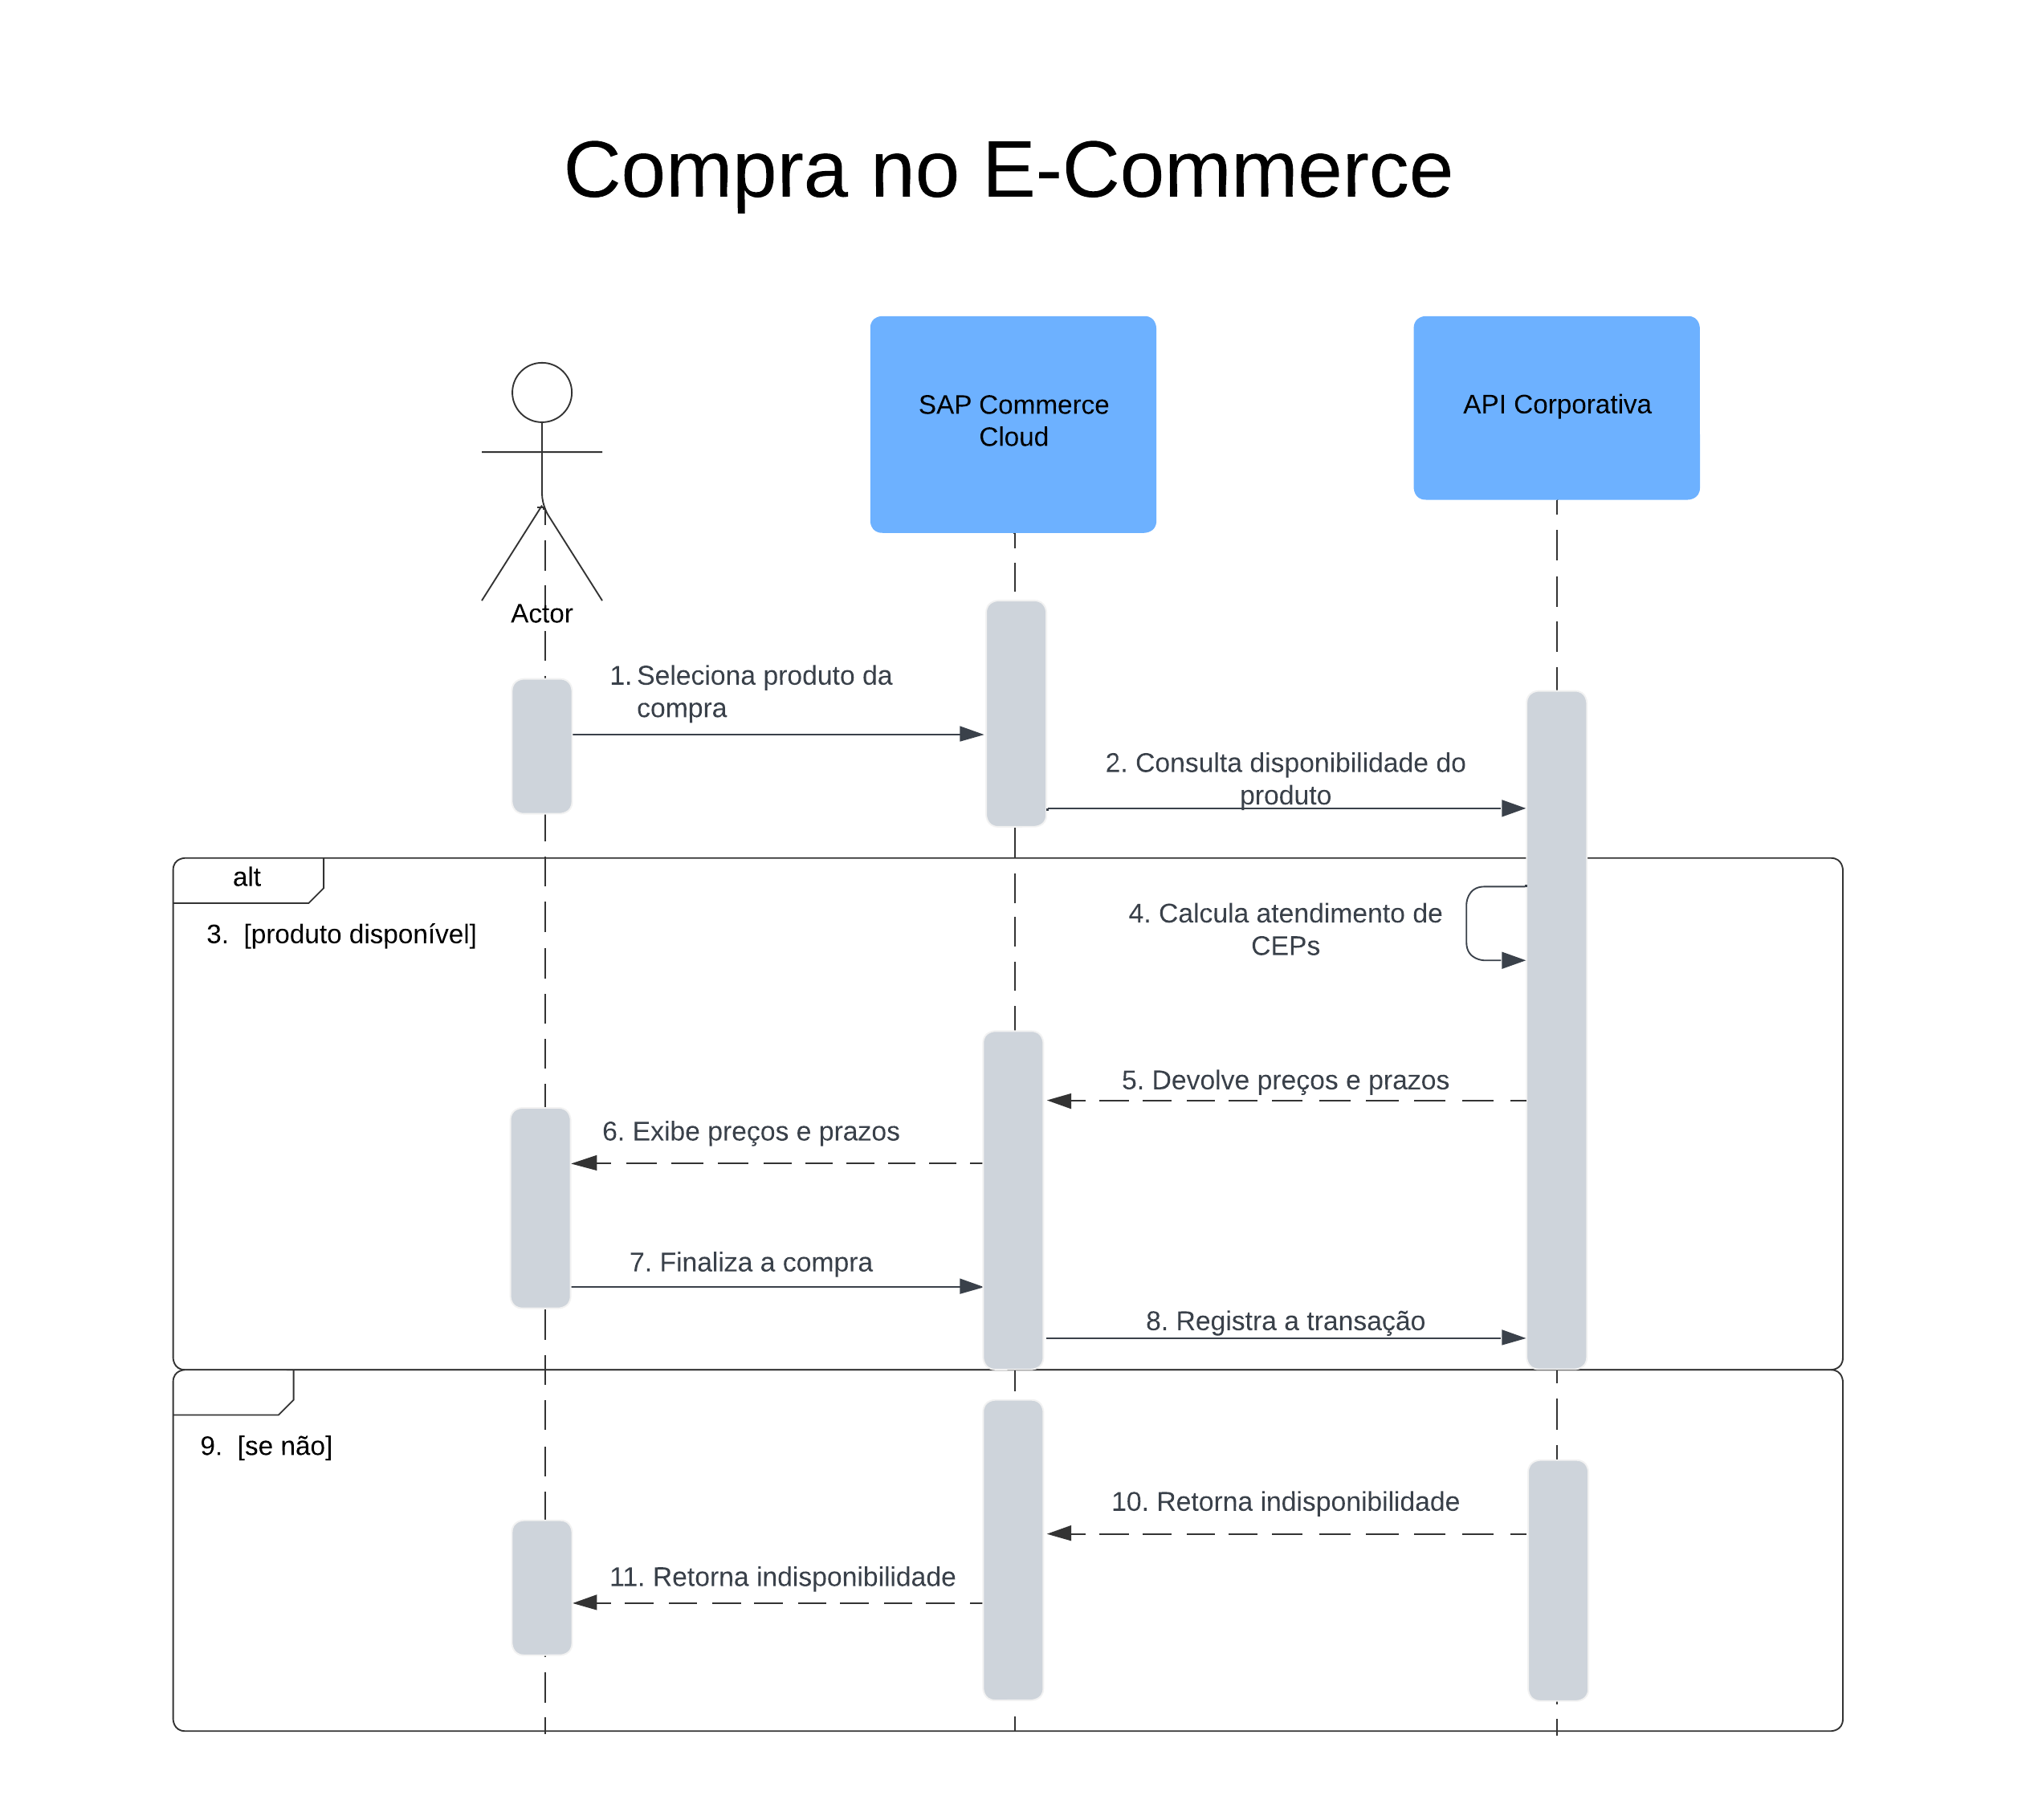 Compra no E-Commerce
SAP Commerce
Cloud
API Corporativa
Actor
1. Seleciona produto da
compra
2. Consulta disponibilidade do
produto
alt
3. [produto disponível]
4. Calcula atendimento de
CEPs
5. Devolve preços e prazos
6. Exibe preços e prazos
7. Finaliza a compra
8. Registra a transação
9. [se não]
10. Retorna indisponibilidade
11. Retorna indisponibilidade